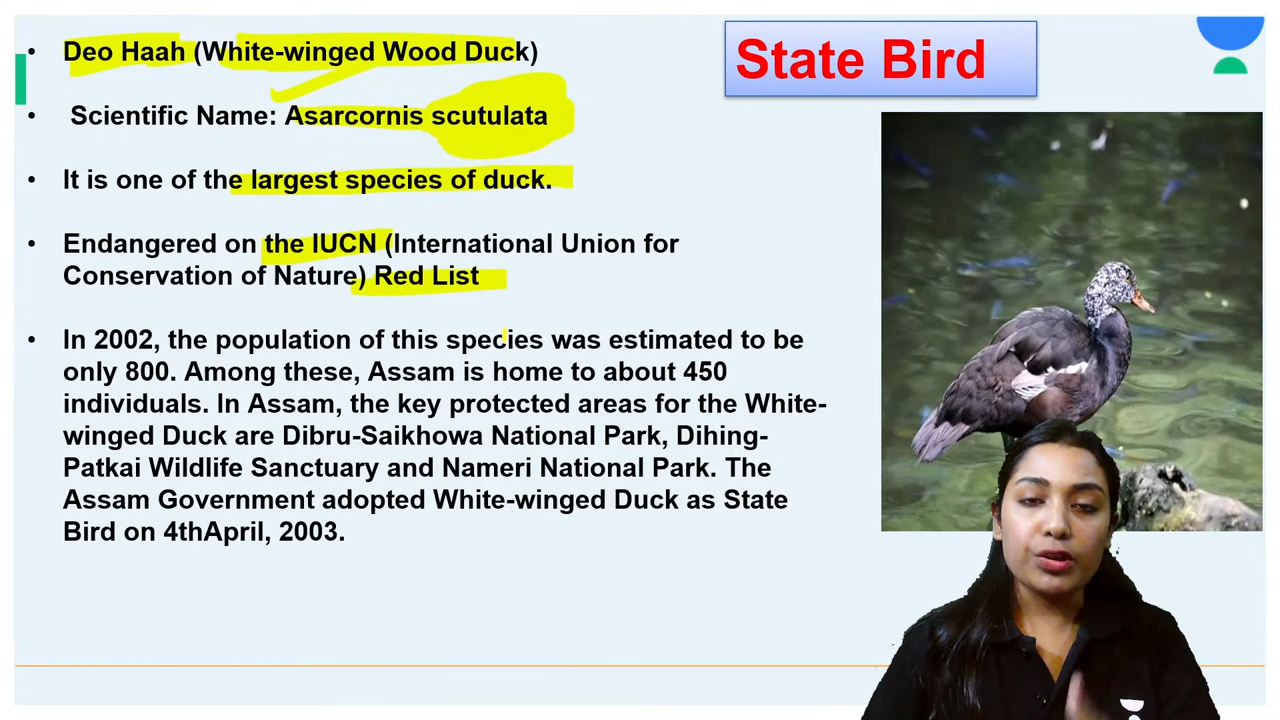 • Deo Haah (White-winged Wood Duck)
State Bird
• Scientific Name: Asarcornis scutulata
• It is one of the largest species of duck.
• Endangered on the IUCN (International Union for
Conservation of Nature) Red List
• In 2002, the population of this species was estimated to be
only 800. Among these, Assam is home to about 450
individuals. In Assam, the key protected areas for the White-
winged Duck are Dibru-Saikhowa National Park, Dihing-
Patkai Wildlife Sanctuary and Nameri National Park. The
Assam Government adopted White-winged Duck as State
Bird on 4thApril, 2003.